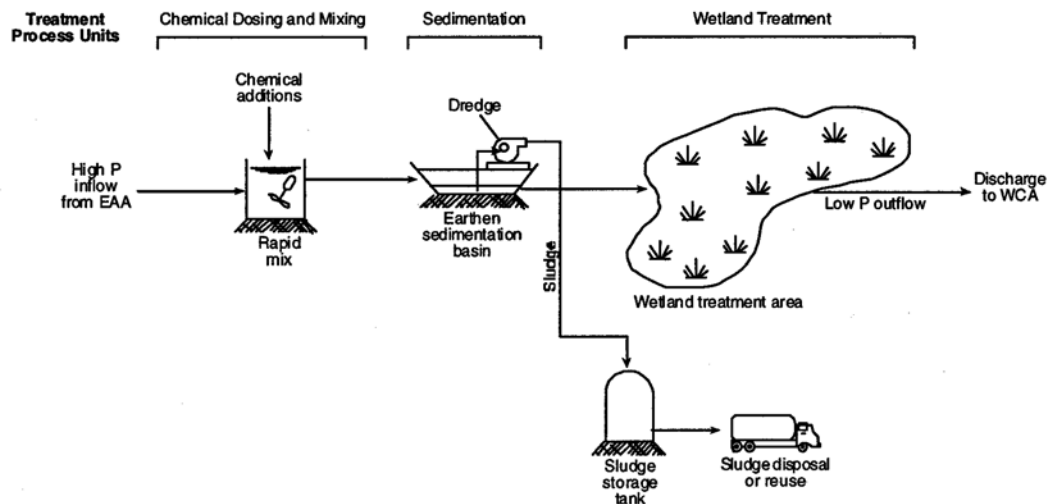 Treatment
Process Units
Chemical Dosing and Mixing
Sedimentation
Wetland Treatment
Chemical
additions
Dredge
High P
inflow
from EAA
Rapid
mix
Earthen
sedimentation
basin
Sludge
Low P outflow
Discharge
to WCA
Wetland treatment area
Sludge
storage
tank
Sludge disposal
or reuse